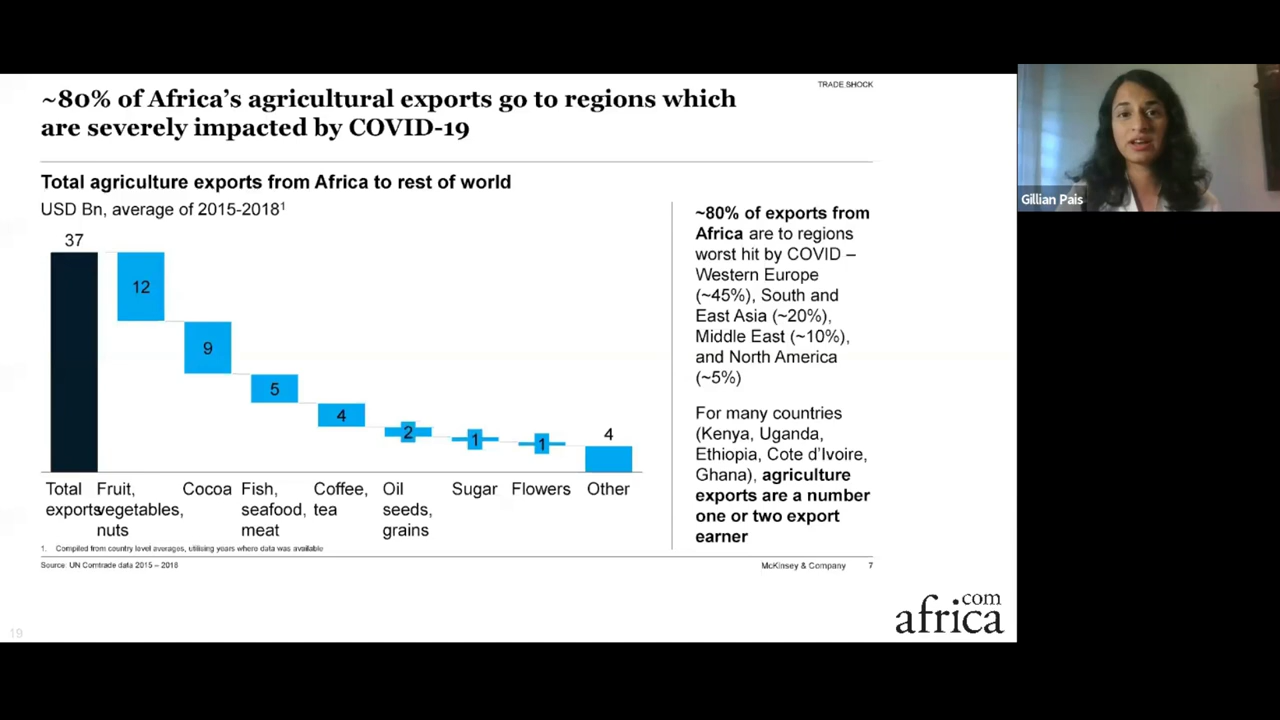 TRADE SHOCK
~80% of Africa's agricultural exports go to regions which
are severely impacted by COVID-19
Total agriculture exports from Africa to rest of world
USD Bn, average of 2015-2018¹
37
12
9
5
4
2
1
1
4
Total
exports
Fruit,
vegetables,
nuts
Cocoa
Fish,
seafood,
meat
Coffee,
tea
Oil
seeds,
grains
Sugar
Flowers
Other
~80% of exports from
Africa are to regions
worst hit by COVID –
Western Europe
(~45%), South and
East Asia (~20%),
Middle East (~10%),
and North America
(~5%)
For many countries
(Kenya, Uganda,
Ethiopia, Cote d'Ivoire,
Ghana), agriculture
exports are a number
one or two export
earner
1. Compiled from country level averages, utilising years where data was available
Source: UN Comtrade data 2015 – 2018
McKinsey & Company 7
africa.com
19
Gillian Pais